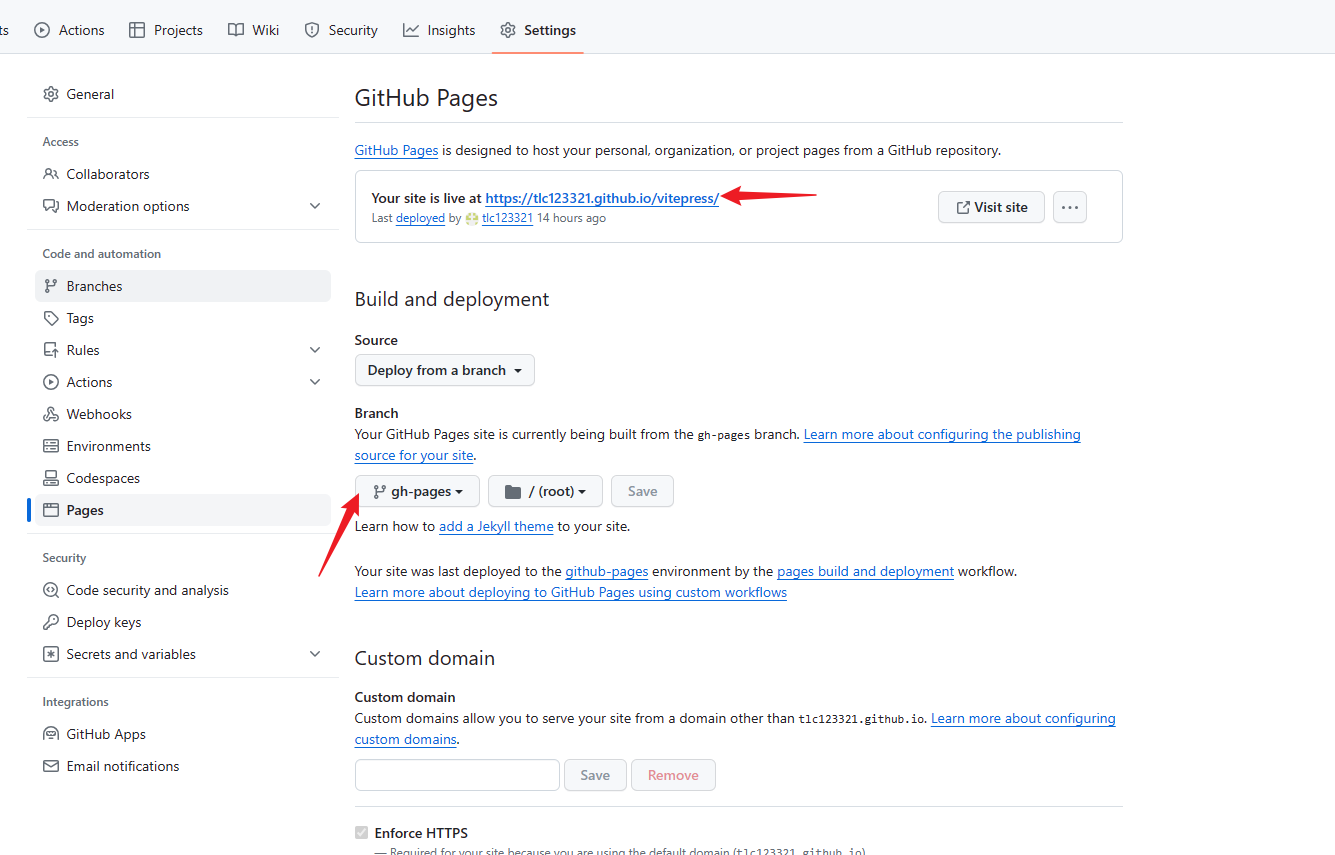 ts Actions Projects Wiki Security Insights Settings
General
Access
Collaborators
Moderation options
Code and automation
Branches
Tags
Rules
Actions
Webhooks
Environments
Codespaces
Pages
Security
Code security and analysis
Deploy keys
Secrets and variables
Integrations
GitHub Apps
Email notifications
GitHub Pages
GitHub Pages is designed to host your personal, organization, or project pages from a GitHub repository.
Your site is live at https://tlc123321.github.io/vitepress/
Last deployed by tlc123321 14 hours ago
Visit site
Build and deployment
Source
Deploy from a branch
Branch
Your GitHub Pages site is currently being built from the gh-pages branch. Learn more about configuring the publishing
source for your site.
gh-pages / (root) Save
Learn how to add a Jekyll theme to your site.
Your site was last deployed to the github-pages environment by the pages build and deployment workflow.
Learn more about deploying to GitHub Pages using custom workflows
Custom domain
Custom domain
Custom domains allow you to serve your site from a domain other than tlc123321.github.io. Learn more about configuring
custom domains.
Save Remove
Enforce HTTPS
— Required for your site because you are using the default domain (tlc123321.github.io)